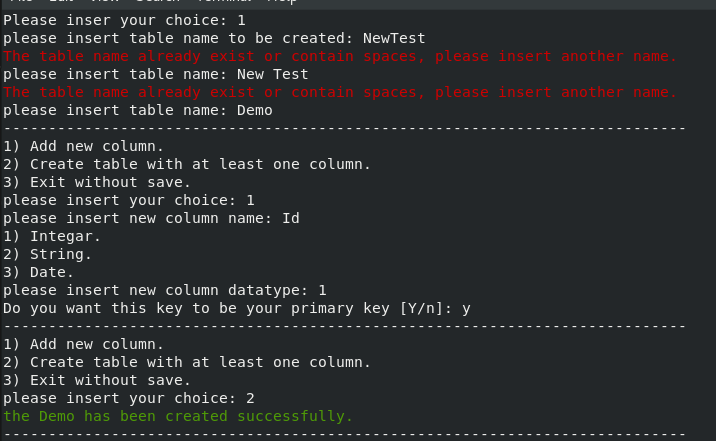 Please inser your choice: 1
please insert table name to be created: NewTest
The table name already exist or contain spaces, please insert another name.
please insert table name: New Test
The table name already exist or contain spaces, please insert another name.
please insert table name: Demo
----------------------------------------------------------------------------
1) Add new column.
2) Create table with at least one column.
3) Exit without save.
please insert your choice: 1
please insert new column name: Id
1) Integar.
2) String.
3) Date.
please insert new column datatype: 1
Do you want this key to be your primary key [Y/n]: y
----------------------------------------------------------------------------
1) Add new column.
2) Create table with at least one column.
3) Exit without save.
please insert your choice: 2
the Demo has been created successfully.
----------------------------------------------------------------------------